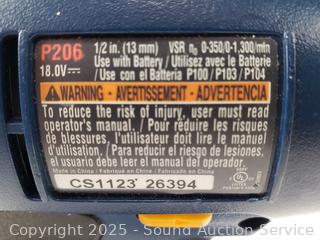 P206
18.0V⎓
1/2 in. (13 mm) VSR n₀ 0-350/0-1,300/min
Use with Battery / Utilisez avec le Batterie
/ Use con el Batería P100 / P103 / P104
WARNING · AVERTISSEMENT · ADVERTENCIA
To reduce the risk of injury, user must read
operator's manual. / Pour réduire les risques
de blessures, l'utilisateur doit lire le manuel
d'utilisation. / Para reducir el riesgo de lesiones,
el usuario debe leer el manual del operador.
Made in China / Fabriqué en Chine / Fabricado en China
CS1123 26394
UL
LISTED
Copyright 2025 - Sound Auction Service